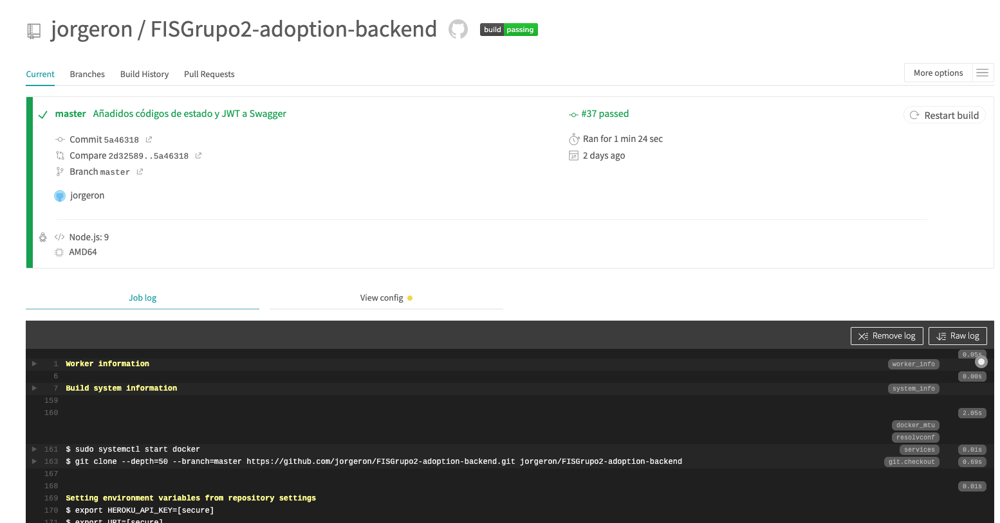 jorgeron / FISGrupo2-adoption-backend build passing
Current Branches Build History Pull Requests More options
master Añadidos códigos de estado y JWT a Swagger #37 passed Restart build
Commit 5a46318 Ran for 1 min 24 sec
Compare 2d32589..5a46318 2 days ago
Branch master
jorgeron
</> Node.js: 9
AMD64
Job log View config
Remove log Raw log
0.05s
1 Worker information worker_info
6 0.00s
7 Build system information system_info
159
160 2.05s
docker_mtu
resolvconf
161 $ sudo systemctl start docker services 0.01s
163 $ git clone --depth=50 --branch=master https://github.com/jorgeron/FISGrupo2-adoption-backend.git jorgeron/FISGrupo2-adoption-backend git.checkout 0.69s
167
168 0.01s
169 Setting environment variables from repository settings
170 $ export HEROKU_API_KEY=[secure]
171 $ export URI=[secure]